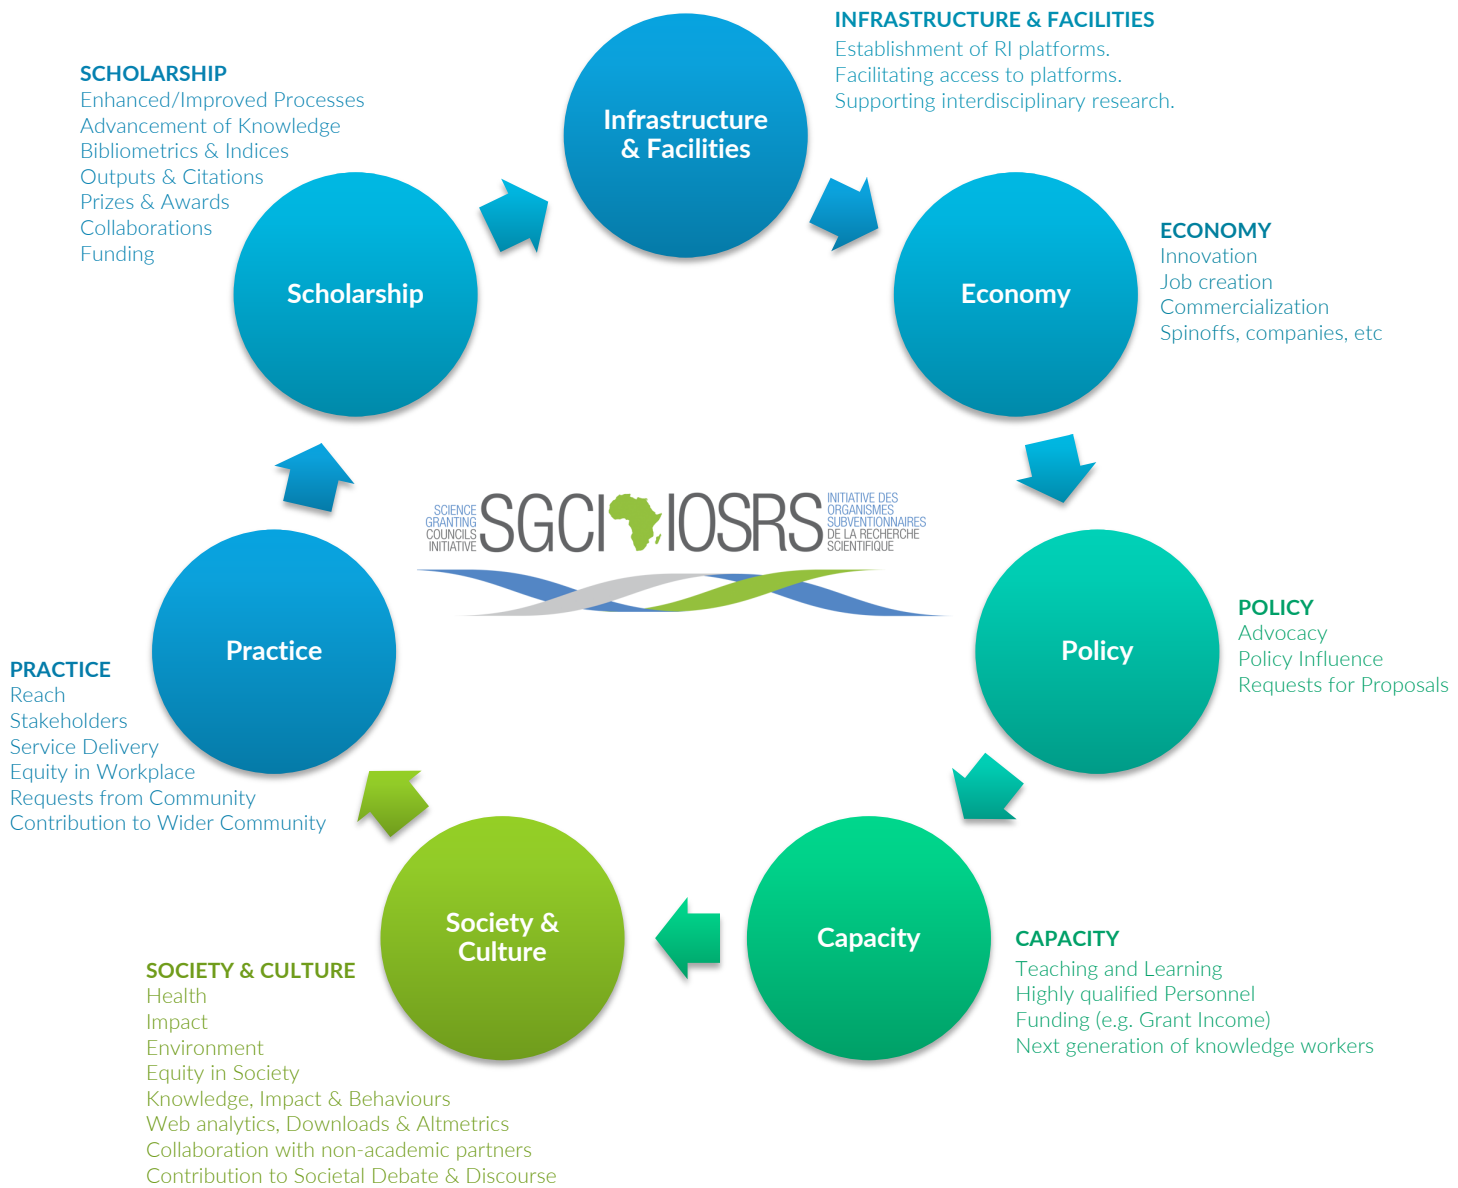 INFRASTRUCTURE & FACILITIES
Establishment of RI platforms.
Facilitating access to platforms.
Supporting interdisciplinary research.
Infrastructure
& Facilities
ECONOMY
Innovation
Job creation
Commercialization
Spinoffs, companies, etc
Economy
POLICY
Advocacy
Policy Influence
Requests for Proposals
Policy
CAPACITY
Teaching and Learning
Highly qualified Personnel
Funding (e.g. Grant Income)
Next generation of knowledge workers
Capacity
Society &
Culture
SOCIETY & CULTURE
Health
Impact
Environment
Equity in Society
Knowledge, Impact & Behaviours
Web analytics, Downloads & Altmetrics
Collaboration with non-academic partners
Contribution to Societal Debate & Discourse
Practice
PRACTICE
Reach
Stakeholders
Service Delivery
Equity in Workplace
Requests from Community
Contribution to Wider Community
SCHOLARSHIP
Enhanced/Improved Processes
Advancement of Knowledge
Bibliometrics & Indices
Outputs & Citations
Prizes & Awards
Collaborations
Funding
Scholarship
SCIENCE
GRANTING
COUNCILS
INITIATIVE
SGCI IOSRS
INITIATIVE DES
ORGANISMES
SUBVENTIONNAIRES
DE LA RECHERCHE
SCIENTIFIQUE